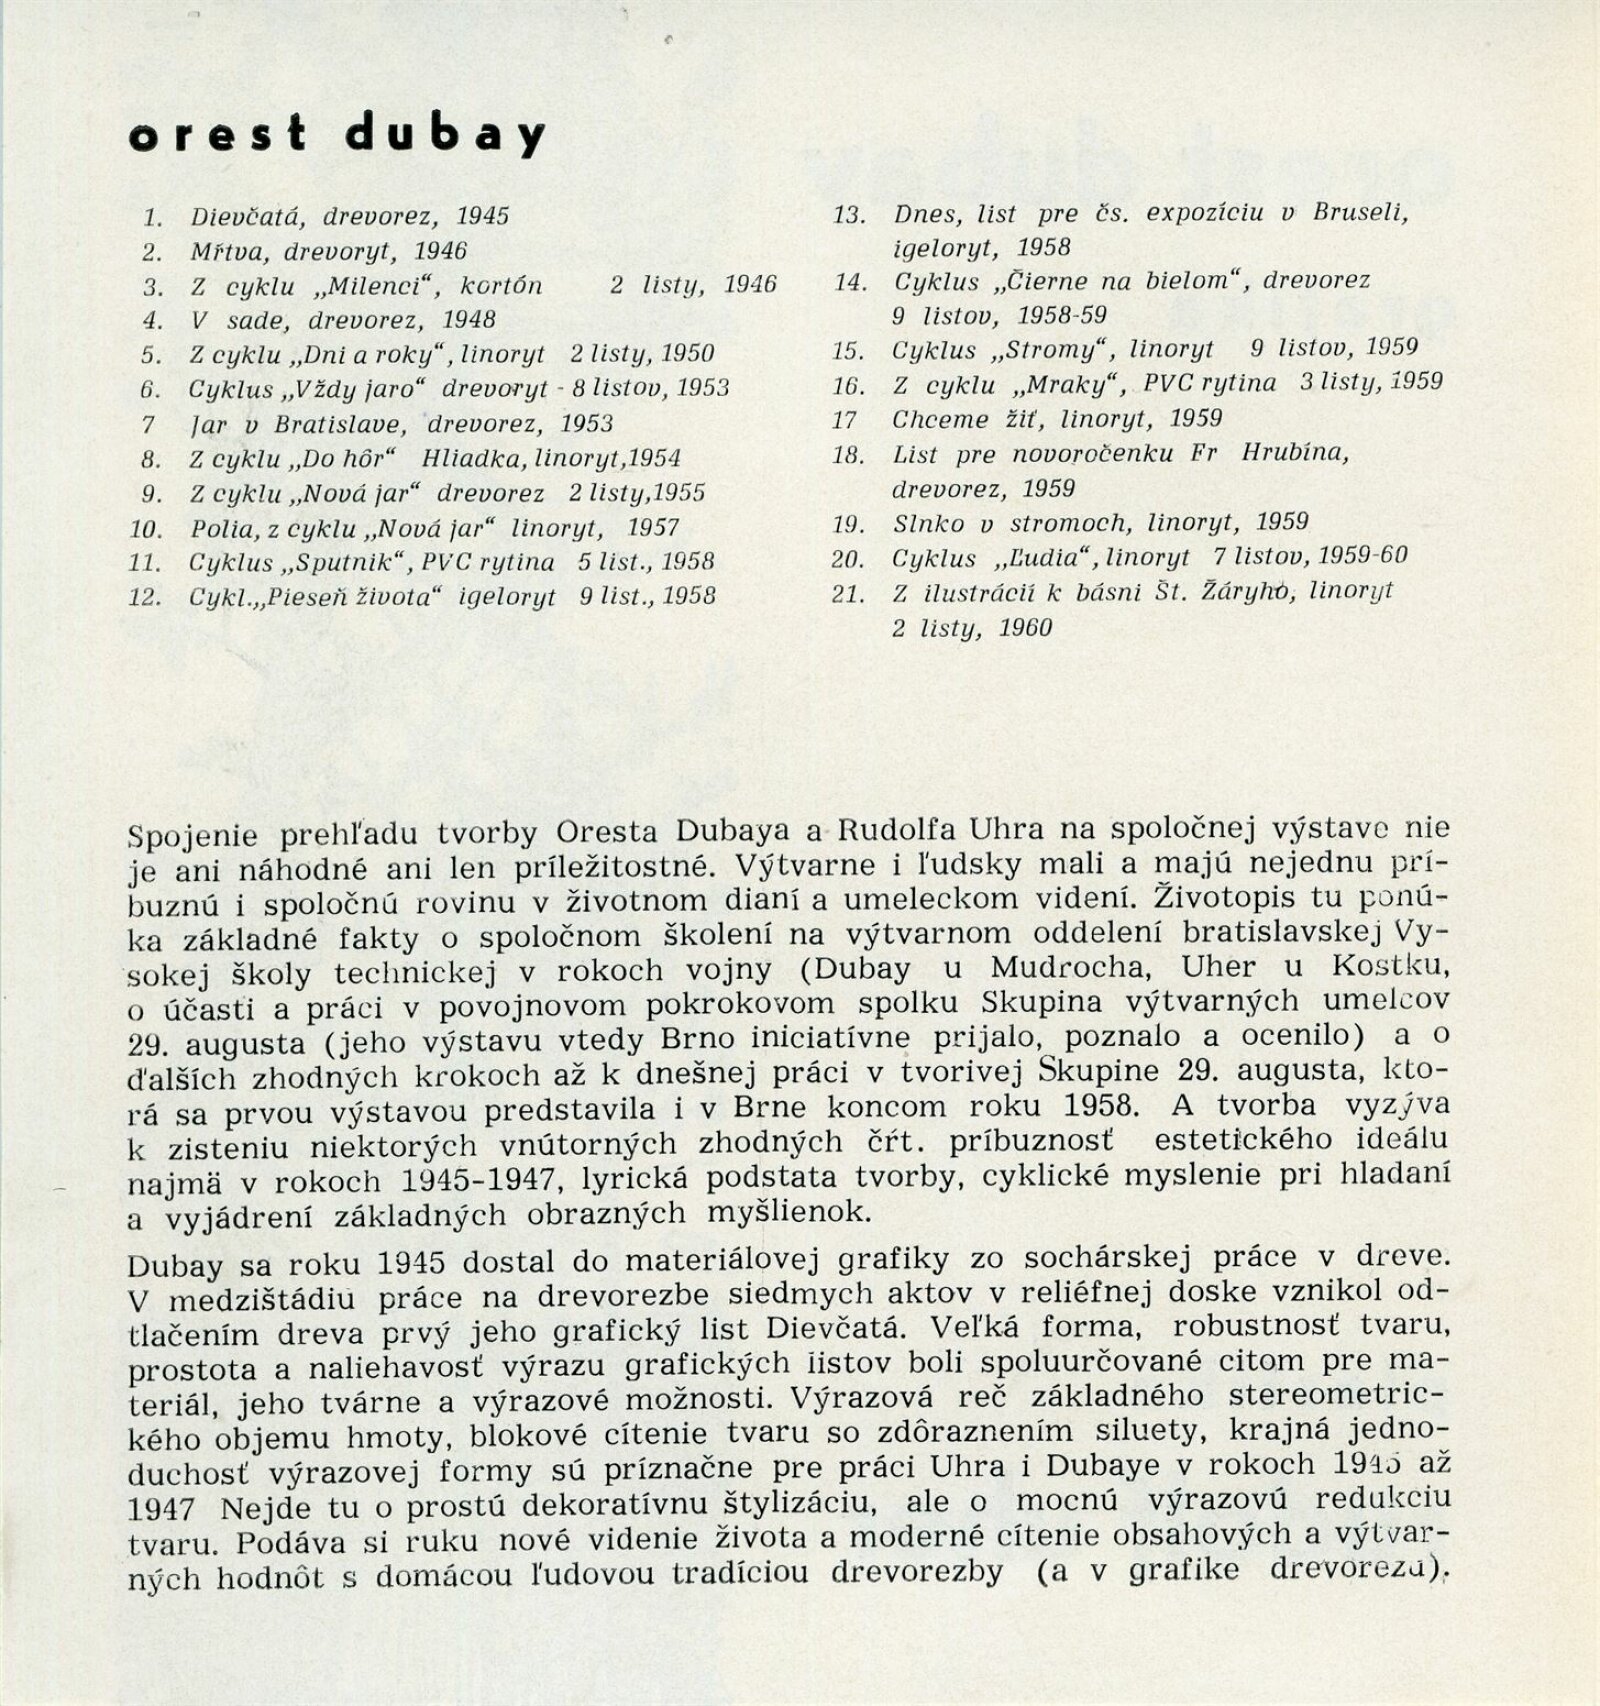 orest dubay
1. Dievčatá, drevorez, 1945
2. Mŕtva, drevoryt, 1946
3. Z cyklu „Milenci“, kortón 2 listy, 1946
4. V sade, drevorez, 1948
5. Z cyklu „Dni a roky“, linoryt 2 listy, 1950
6. Cyklus „Vždy jaro“ drevoryt - 8 listov, 1953
7 Jar v Bratislave, drevorez, 1953
8. Z cyklu „Do hôr“ Hliadka, linoryt,1954
9. Z cyklu „Nová jar“ drevorez 2 listy,1955
10. Polia, z cyklu „Nová jar“ linoryt, 1957
11. Cyklus „Sputnik“, PVC rytina 5 list., 1958
12. Cykl.„Pieseň života“ igeloryt 9 list., 1958
13. Dnes, list pre čs. expozíciu v Bruseli,
igeloryt, 1958
14. Cyklus „Čierne na bielom“, drevorez
9 listov, 1958-59
15. Cyklus „Stromy“, linoryt 9 listov, 1959
16. Z cyklu „Mraky“, PVC rytina 3 listy, 1959
17 Chceme žiť, linoryt, 1959
18. List pre novoročenku Fr Hrubína,
drevorez, 1959
19. Slnko v stromoch, linoryt, 1959
20. Cyklus „Ľudia“, linoryt 7 listov, 1959-60
21. Z ilustrácií k básni Št. Žáryho, linoryt
2 listy, 1960
Spojenie prehľadu tvorby Oresta Dubaya a Rudolfa Uhra na spoločnej výstave nie
je ani náhodné ani len príležitostné. Výtvarne i ľudsky mali a majú nejednu prí-
buznú i spoločnú rovinu v životnom dianí a umeleckom videní. Životopis tu ponú-
ka základné fakty o spoločnom školení na výtvarnom oddelení bratislavskej Vy-
sokej školy technickej v rokoch vojny (Dubay u Mudrocha, Uher u Kostku,
o účasti a práci v povojnovom pokrokovom spolku Skupina výtvarných umelcov
29. augusta (jeho výstavu vtedy Brno iniciatívne prijalo, poznalo a ocenilo) a o
ďalších zhodných krokoch až k dnešnej práci v tvorivej Skupine 29. augusta, kto-
rá sa prvou výstavou predstavila i v Brne koncom roku 1958. A tvorba vyzýva
k zisteniu niektorých vnútorných zhodných čŕt. príbuznosť estetického ideálu
najmä v rokoch 1945-1947, lyrická podstata tvorby, cyklické myslenie pri hladaní
a vyjádrení základných obrazných myšlienok.
Dubay sa roku 1945 dostal do materiálovej grafiky zo sochárskej práce v dreve.
V medzištádiu práce na drevorezbe siedmych aktov v reliéfnej doske vznikol od-
tlačením dreva prvý jeho grafický list Dievčatá. Veľká forma, robustnosť tvaru,
prostota a naliehavosť výrazu grafických listov boli spoluurčované citom pre ma-
teriál, jeho tvárne a výrazové možnosti. Výrazová reč základného stereometric-
kého objemu hmoty, blokové cítenie tvaru so zdôraznením siluety, krajná jedno-
duchosť výrazovej formy sú príznačne pre práci Uhra i Dubaye v rokoch 1945 až
1947 Nejde tu o prostú dekoratívnu štylizáciu, ale o mocnú výrazovú redukciu
tvaru. Podáva si ruku nové videnie života a moderné cítenie obsahových a výtvar-
ných hodnôt s domácou ľudovou tradíciou drevorezby (a v grafike drevorezu).